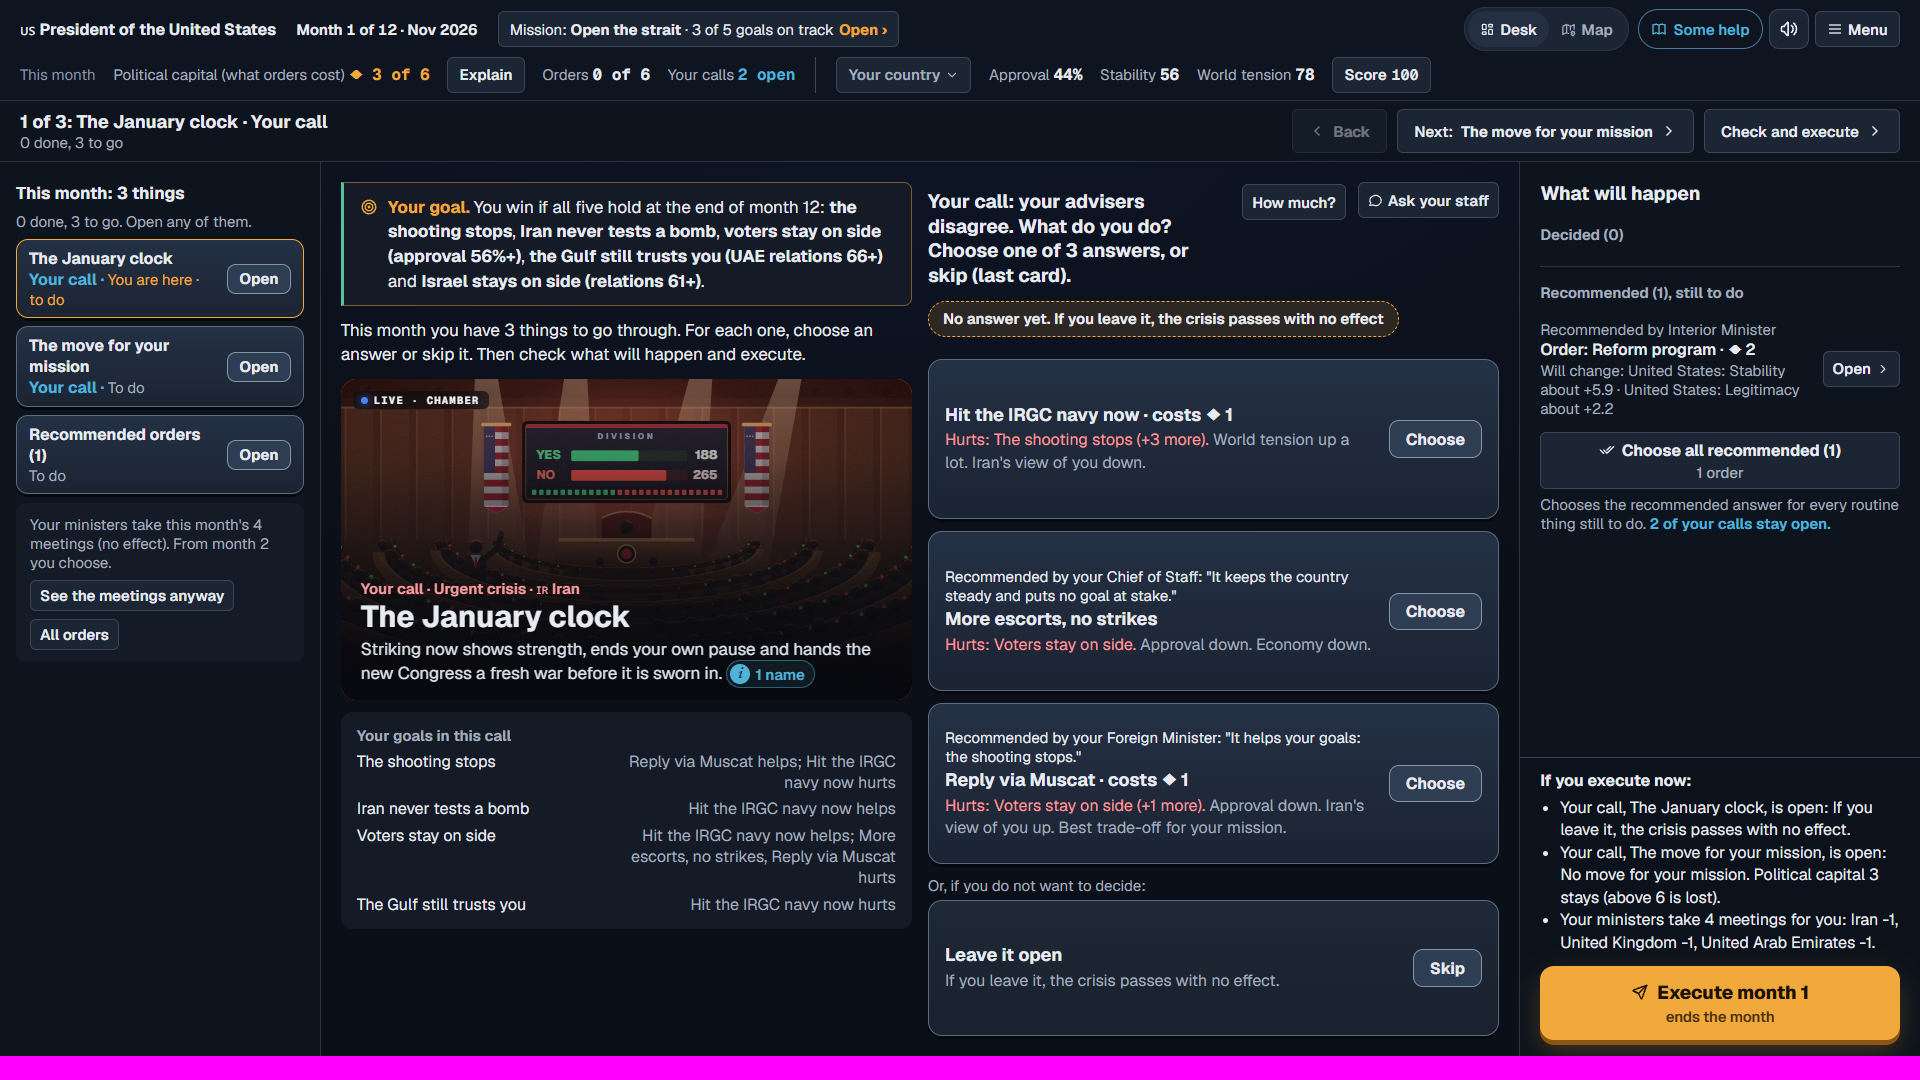 US President of the United States
Month 1 of 12 · Nov 2026
Mission: Open the strait · 3 of 5 goals on track Open ›
Desk
Map
Some help
Menu
This month
Political capital (what orders cost) ◆ 3 of 6
Explain
Orders 0 of 6
Your calls 2 open
Your country
Approval 44%
Stability 56
World tension 78
Score 100
1 of 3: The January clock · Your call
0 done, 3 to go
Back
Next: The move for your mission
Check and execute
This month: 3 things
0 done, 3 to go. Open any of them.
The January clock
Your call · You are here ·
to do
Open
The move for your
mission
Your call · To do
Open
Recommended orders
(1)
To do
Open
Your ministers take this month's 4
meetings (no effect). From month 2
you choose.
See the meetings anyway
All orders
Your goal. You win if all five hold at the end of month 12: the
shooting stops, Iran never tests a bomb, voters stay on side
(approval 56%+), the Gulf still trusts you (UAE relations 66+)
and Israel stays on side (relations 61+).
This month you have 3 things to go through. For each one, choose an
answer or skip it. Then check what will happen and execute.
LIVE · CHAMBER
DIVISION
YES 188
NO 265
Your call · Urgent crisis · IR Iran
The January clock
Striking now shows strength, ends your own pause and hands the
new Congress a fresh war before it is sworn in. i 1 name
Your goals in this call
The shooting stops
Reply via Muscat helps; Hit the IRGC
navy now hurts
Iran never tests a bomb
Hit the IRGC navy now helps
Voters stay on side
Hit the IRGC navy now helps; More
escorts, no strikes, Reply via Muscat
hurts
The Gulf still trusts you
Hit the IRGC navy now hurts
Your call: your advisers
disagree. What do you do?
Choose one of 3 answers, or
skip (last card).
How much?
Ask your staff
No answer yet. If you leave it, the crisis passes with no effect
Hit the IRGC navy now · costs ◆ 1
Hurts: The shooting stops (+3 more). World tension up a
lot. Iran's view of you down.
Choose
Recommended by your Chief of Staff: "It keeps the country
steady and puts no goal at stake."
More escorts, no strikes
Hurts: Voters stay on side. Approval down. Economy down.
Choose
Recommended by your Foreign Minister: "It helps your goals:
the shooting stops."
Reply via Muscat · costs ◆ 1
Hurts: Voters stay on side (+1 more). Approval down. Iran's
view of you up. Best trade-off for your mission.
Choose
Or, if you do not want to decide:
Leave it open
If you leave it, the crisis passes with no effect.
Skip
What will happen
Decided (0)
Recommended (1), still to do
Recommended by Interior Minister
Order: Reform program · ◆ 2
Will change: United States: Stability
about +5.9 · United States: Legitimacy
about +2.2
Open
Choose all recommended (1)
1 order
Chooses the recommended answer for every routine
thing still to do. 2 of your calls stay open.
If you execute now:
• Your call, The January clock, is open: If you
leave it, the crisis passes with no effect.
• Your call, The move for your mission, is open:
No move for your mission. Political capital 3
stays (above 6 is lost).
• Your ministers take 4 meetings for you: Iran -1,
United Kingdom -1, United Arab Emirates -1.
Execute month 1
ends the month